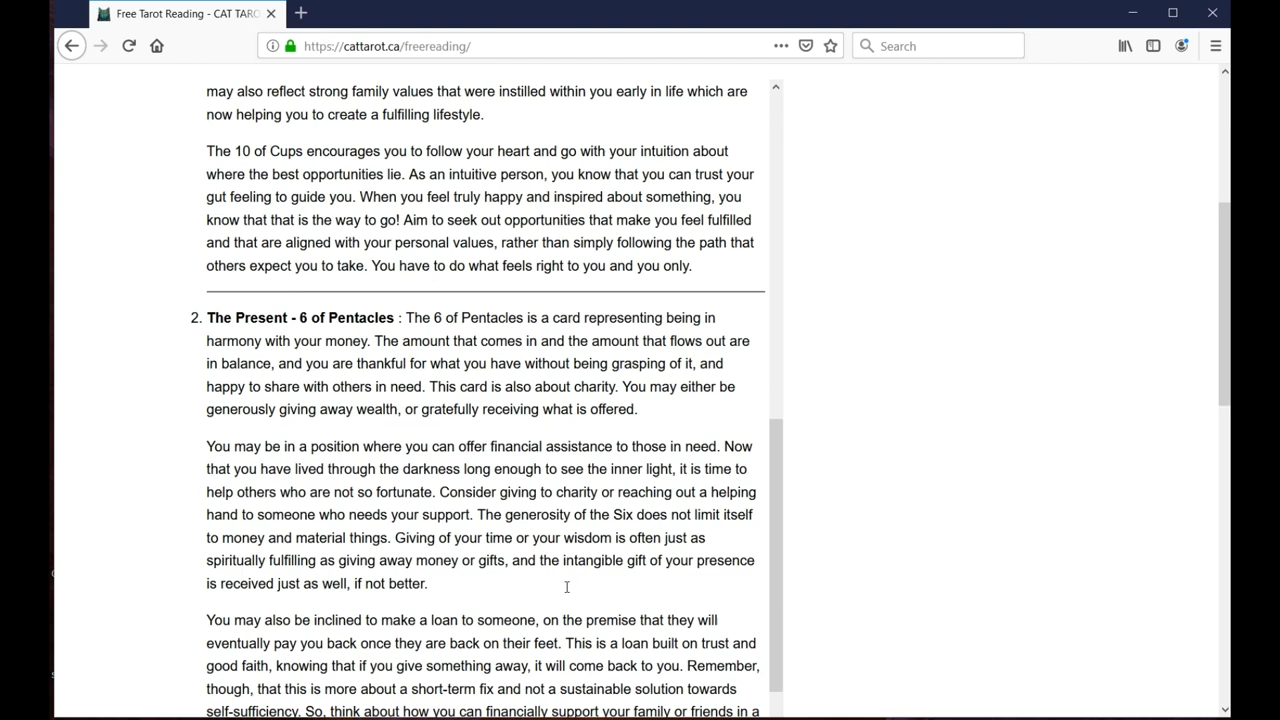 Free Tarot Reading - CAT TARO
https://cattarot.ca/freereading/
Search
may also reflect strong family values that were instilled within you early in life which are
now helping you to create a fulfilling lifestyle.
The 10 of Cups encourages you to follow your heart and go with your intuition about
where the best opportunities lie. As an intuitive person, you know that you can trust your
gut feeling to guide you. When you feel truly happy and inspired about something, you
know that that is the way to go! Aim to seek out opportunities that make you feel fulfilled
and that are aligned with your personal values, rather than simply following the path that
others expect you to take. You have to do what feels right to you and you only.
2. The Present - 6 of Pentacles : The 6 of Pentacles is a card representing being in
harmony with your money. The amount that comes in and the amount that flows out are
in balance, and you are thankful for what you have without being grasping of it, and
happy to share with others in need. This card is also about charity. You may either be
generously giving away wealth, or gratefully receiving what is offered.
You may be in a position where you can offer financial assistance to those in need. Now
that you have lived through the darkness long enough to see the inner light, it is time to
help others who are not so fortunate. Consider giving to charity or reaching out a helping
hand to someone who needs your support. The generosity of the Six does not limit itself
to money and material things. Giving of your time or your wisdom is often just as
spiritually fulfilling as giving away money or gifts, and the intangible gift of your presence
is received just as well, if not better.
You may also be inclined to make a loan to someone, on the premise that they will
eventually pay you back once they are back on their feet. This is a loan built on trust and
good faith, knowing that if you give something away, it will come back to you. Remember,
though, that this is more about a short-term fix and not a sustainable solution towards
self-sufficiency. So, think about how you can financially support your family or friends in a